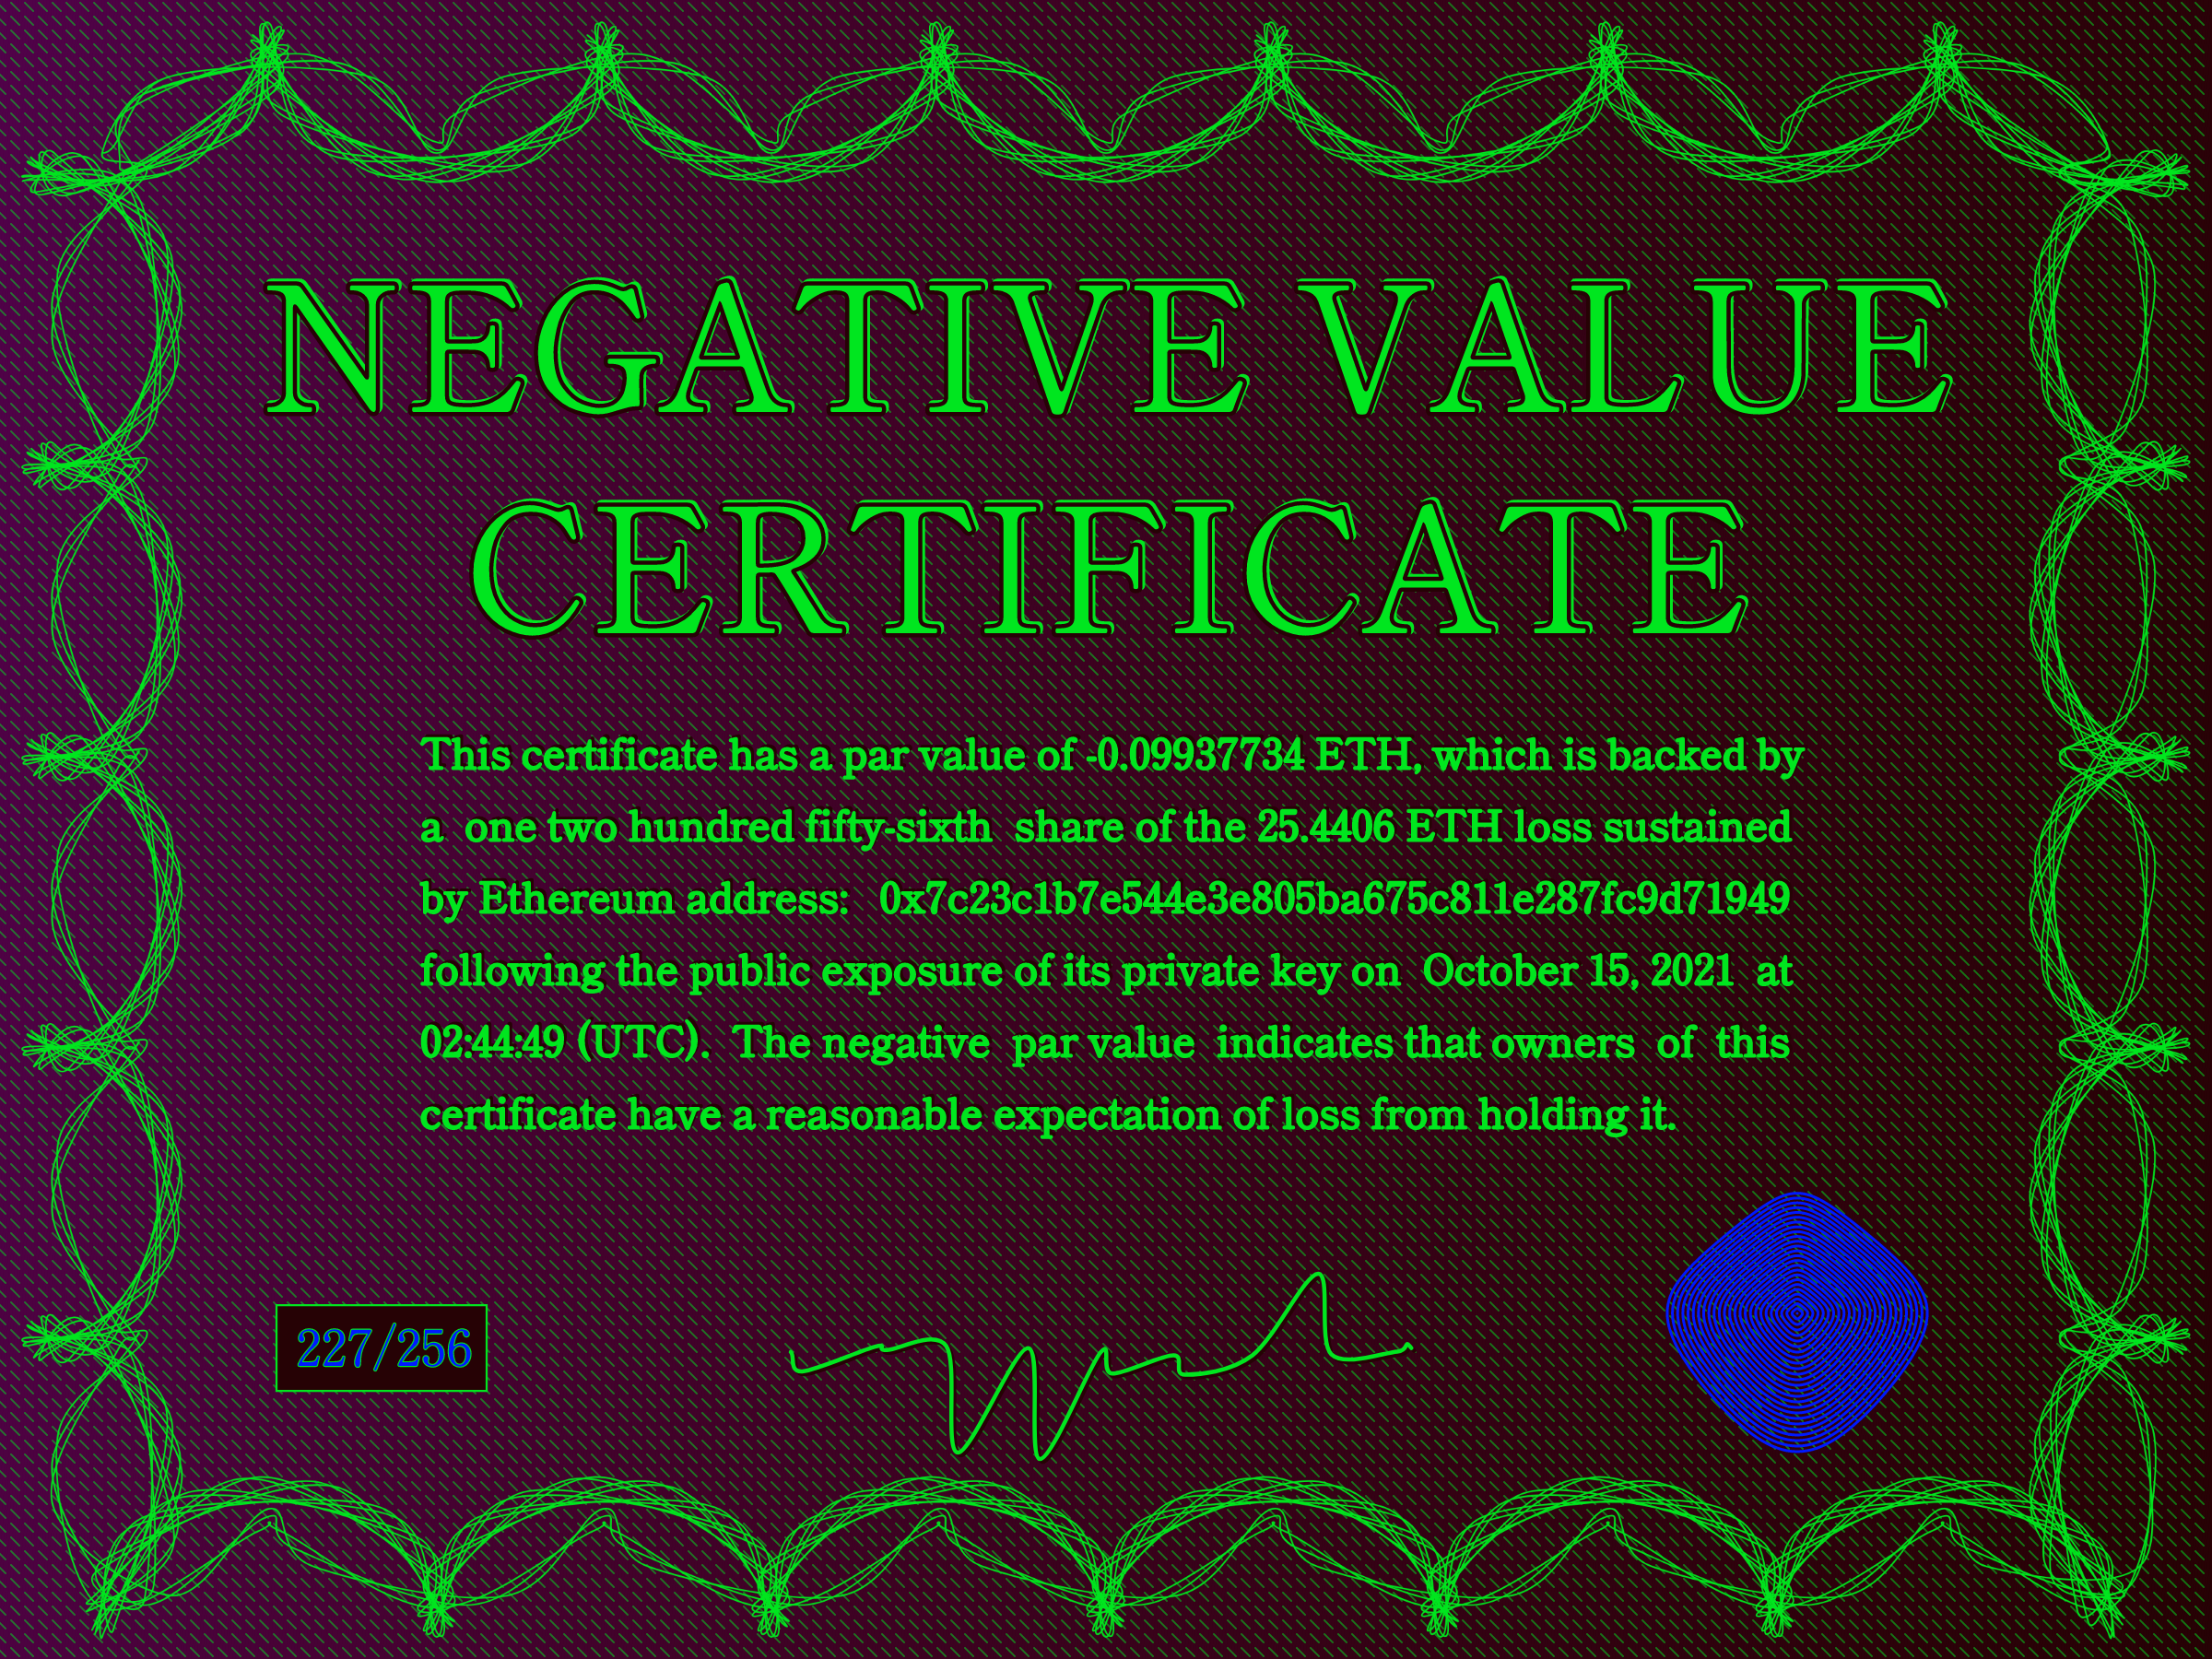 NEGATIVE VALUE
CERTIFICATE
This certificate has a par value of -0.09937734 ETH, which is backed by
a one two hundred fifty-sixth share of the 25.4406 ETH loss sustained
by Ethereum address: 0x7c23c1b7e544e3e805ba675c811e287fc9d71949
following the public exposure of its private key on October 15, 2021 at
02:44:49 (UTC). The negative par value indicates that owners of this
certificate have a reasonable expectation of loss from holding it.
227/256